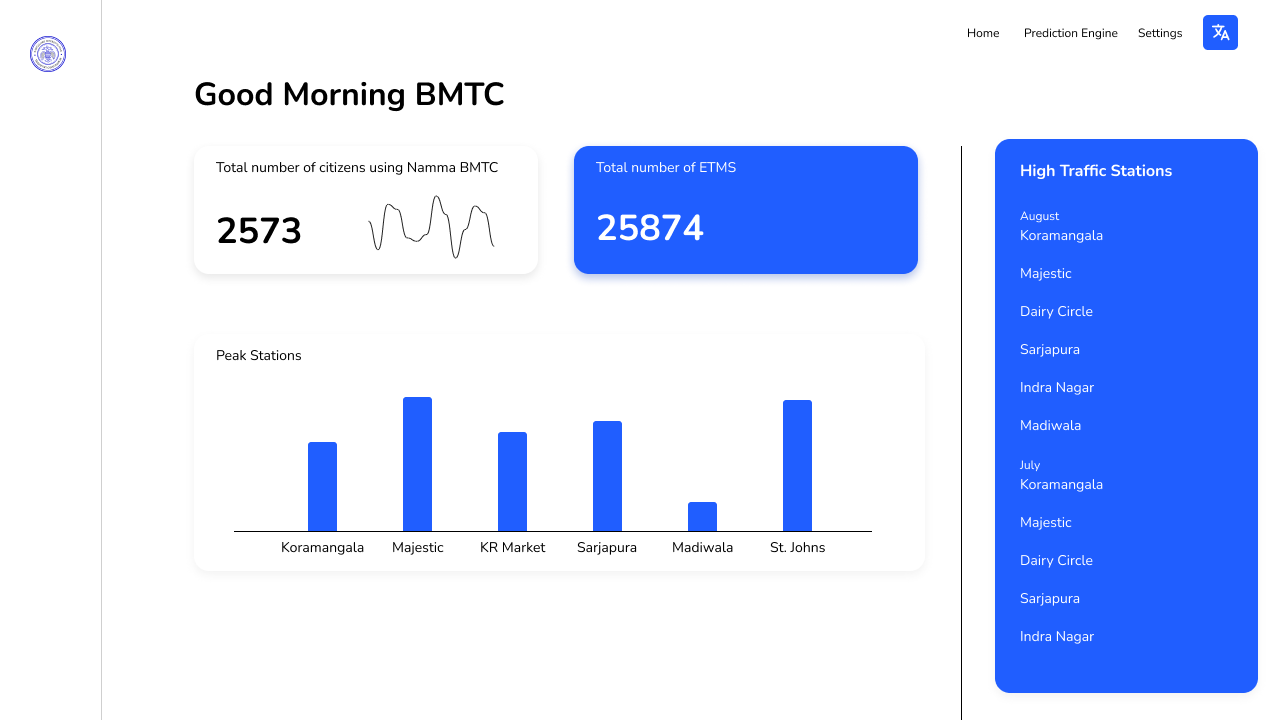 Home
Prediction Engine
Settings
Good Morning BMTC
Total number of citizens using Namma BMTC
2573
Total number of ETMS
25874
Peak Stations
Koramangala
Majestic
KR Market
Sarjapura
Madiwala
St. Johns
High Traffic Stations
August
Koramangala
Majestic
Dairy Circle
Sarjapura
Indra Nagar
Madiwala
July
Koramangala
Majestic
Dairy Circle
Sarjapura
Indra Nagar